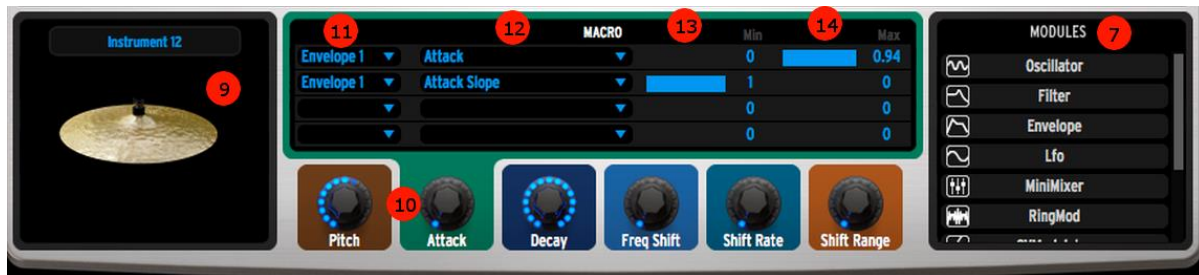 Instrument 12
9
11
12
MACRO
13
Min
14
Max
Envelope 1 Attack 0 0.94
Envelope 1 Attack Slope 1 0
0 0
0 0
10
Pitch Attack Decay Freq Shift Shift Rate Shift Range
MODULES 7
Oscillator
Filter
Envelope
Lfo
MiniMixer
RingMod